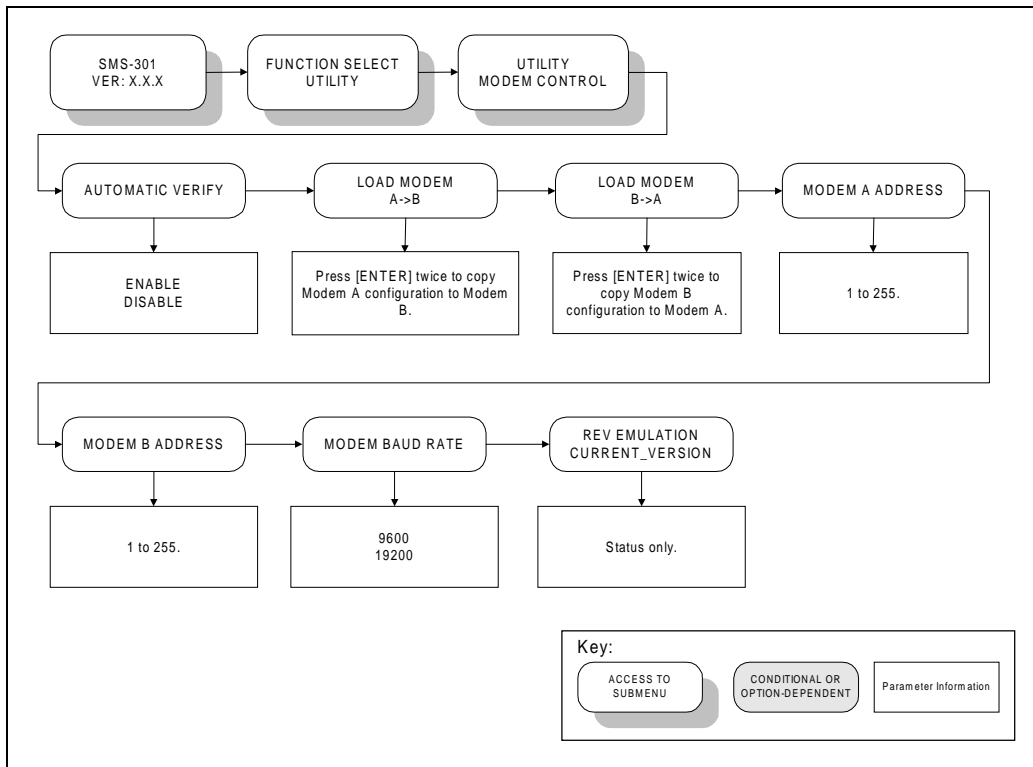 SMS-301
VER: X.X.X
FUNCTION SELECT
UTILITY
UTILITY
MODEM CONTROL
AUTOMATIC VERIFY
LOAD MODEM
A->B
LOAD MODEM
B->A
MODEM A ADDRESS
ENABLE
DISABLE
Press [ENTER] twice to copy
Modem A configuration to Modem
B.
Press [ENTER] twice to
copy Modem B
configuration to Modem A.
1 to 255.
MODEM B ADDRESS
MODEM BAUD RATE
REV EMULATION
CURRENT_VERSION
1 to 255.
9600
19200
Status only.
Key:
ACCESS TO
SUBMENU
CONDITIONAL OR
OPTION-DEPENDENT
Parameter Information